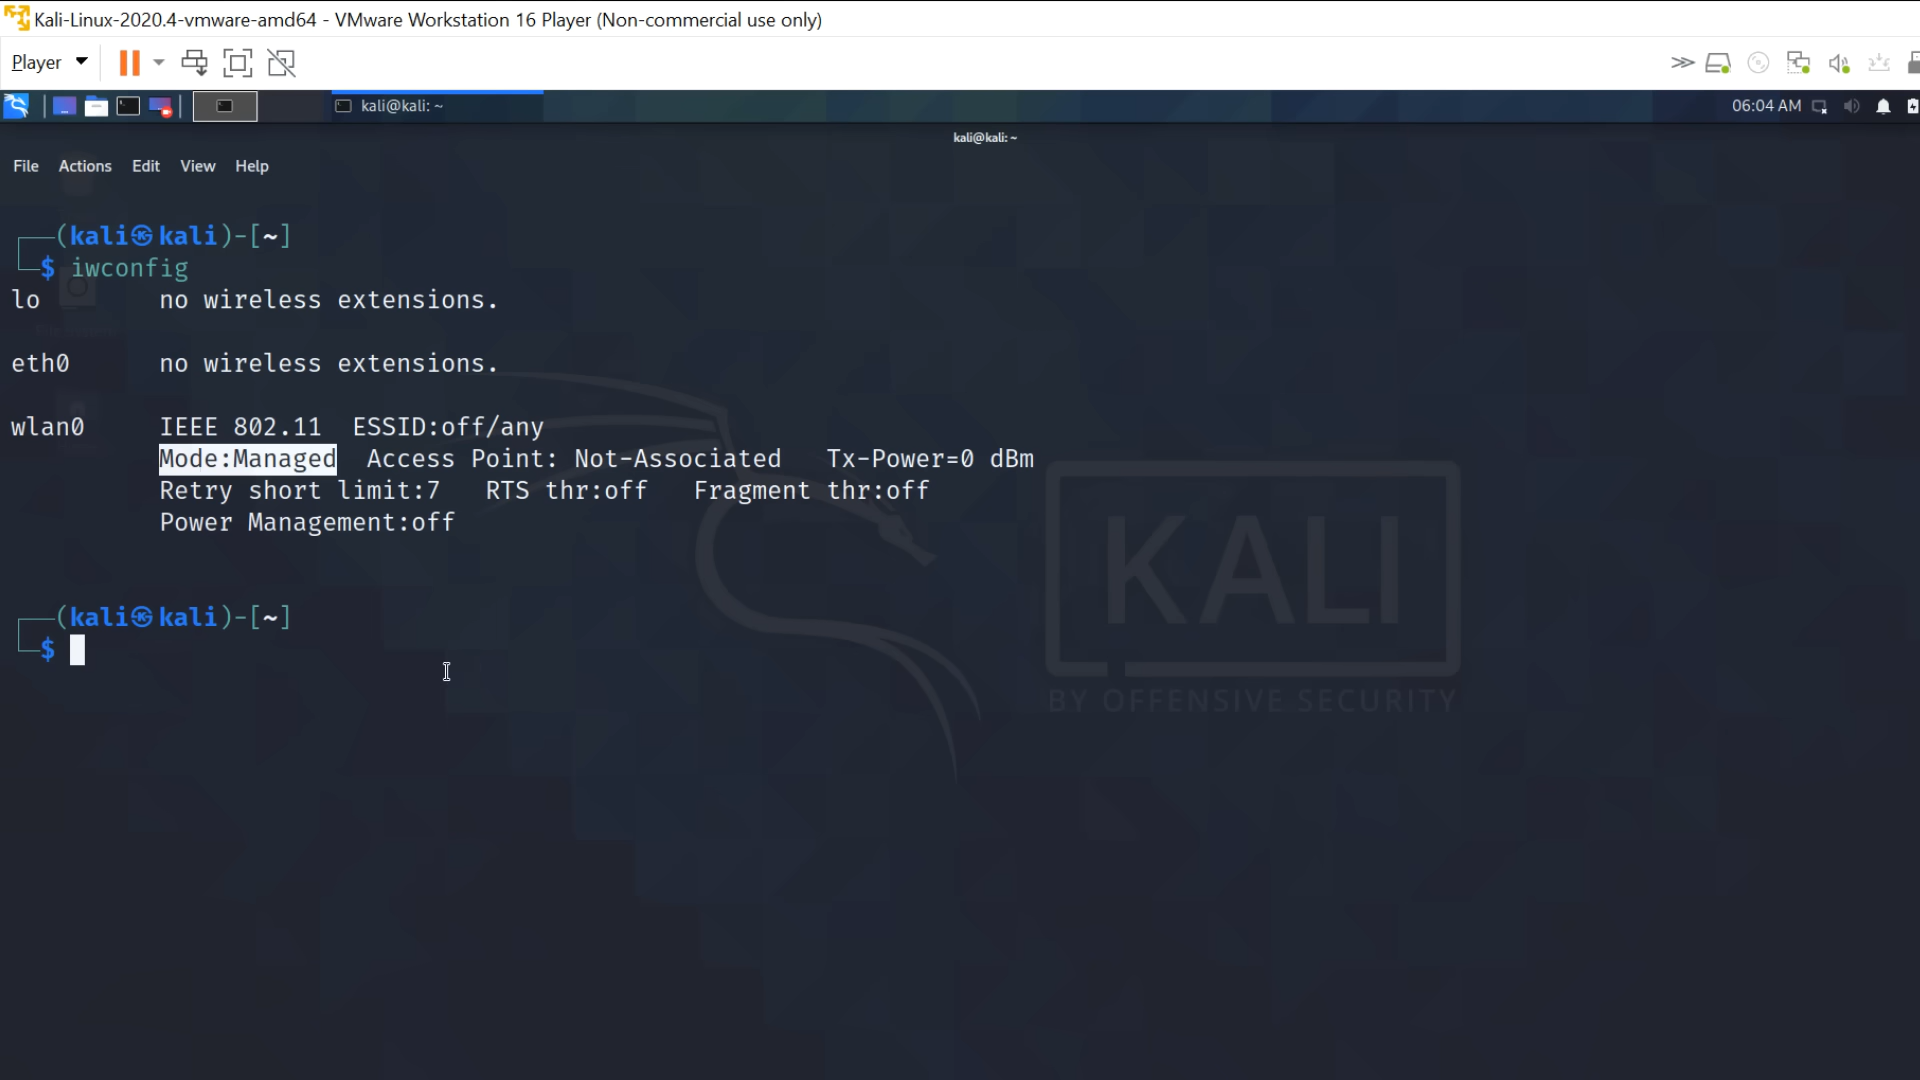 Kali-Linux-2020.4-vmware-amd64 - VMware Workstation 16 Player (Non-commercial use only)
Player
kali@kali: ~
06:04 AM
kali@kali: ~
File Actions Edit View Help
┌──(kali㉿kali)-[~]
└─$ iwconfig
lo        no wireless extensions.
eth0      no wireless extensions.
wlan0     IEEE 802.11  ESSID:off/any
Mode:Managed  Access Point: Not-Associated   Tx-Power=0 dBm
Retry short limit:7   RTS thr:off   Fragment thr:off
Power Management:off
┌──(kali㉿kali)-[~]
└─$
KALI
BY OFFENSIVE SECURITY